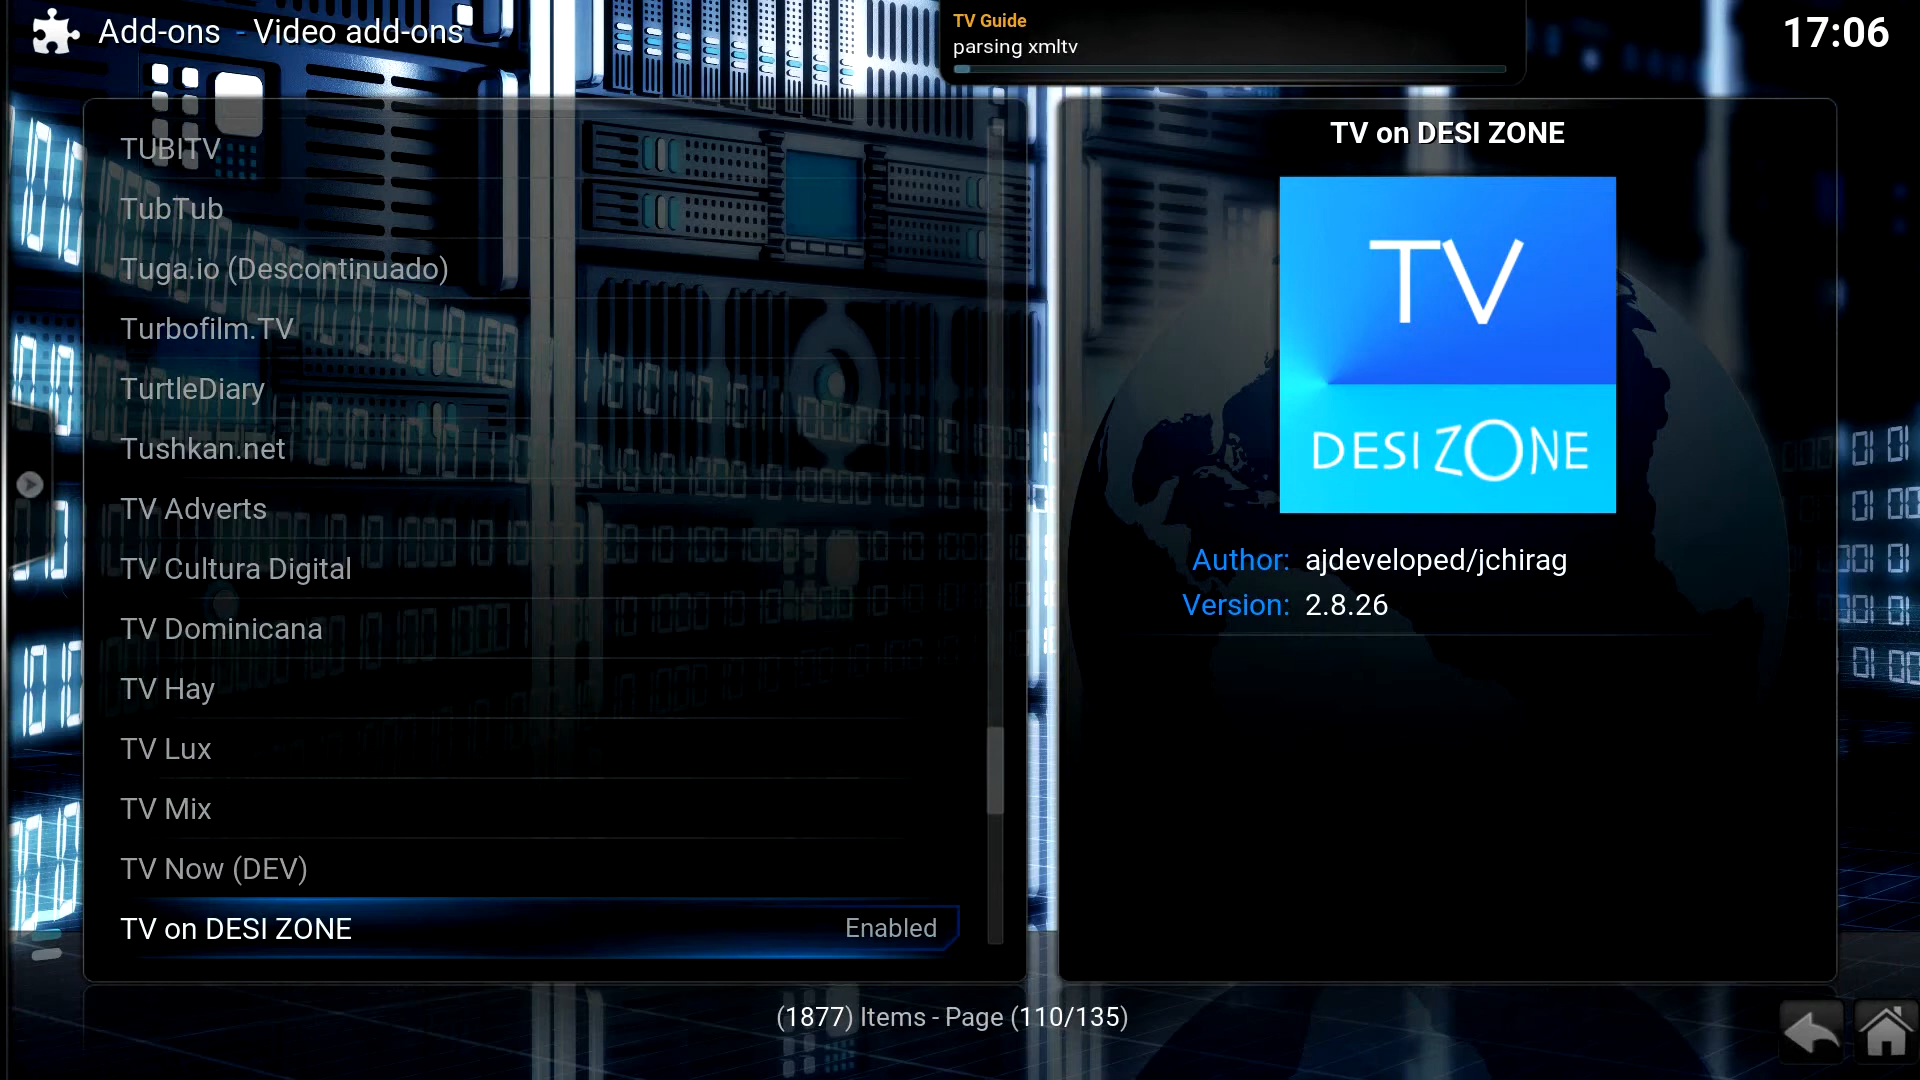 Add-ons - Video add-ons
TV Guide
parsing xmltv
17:06
TUBITV
TubTub
Tuga.io (Descontinuado)
Turbofilm.TV
TurtleDiary
Tushkan.net
TV Adverts
TV Cultura Digital
TV Dominicana
TV Hay
TV Lux
TV Mix
TV Now (DEV)
TV on DESI ZONE Enabled
TV on DESI ZONE
TV
DESI ZONE
Author: ajdeveloped/jchirag
Version: 2.8.26
(1877) Items - Page (110/135)